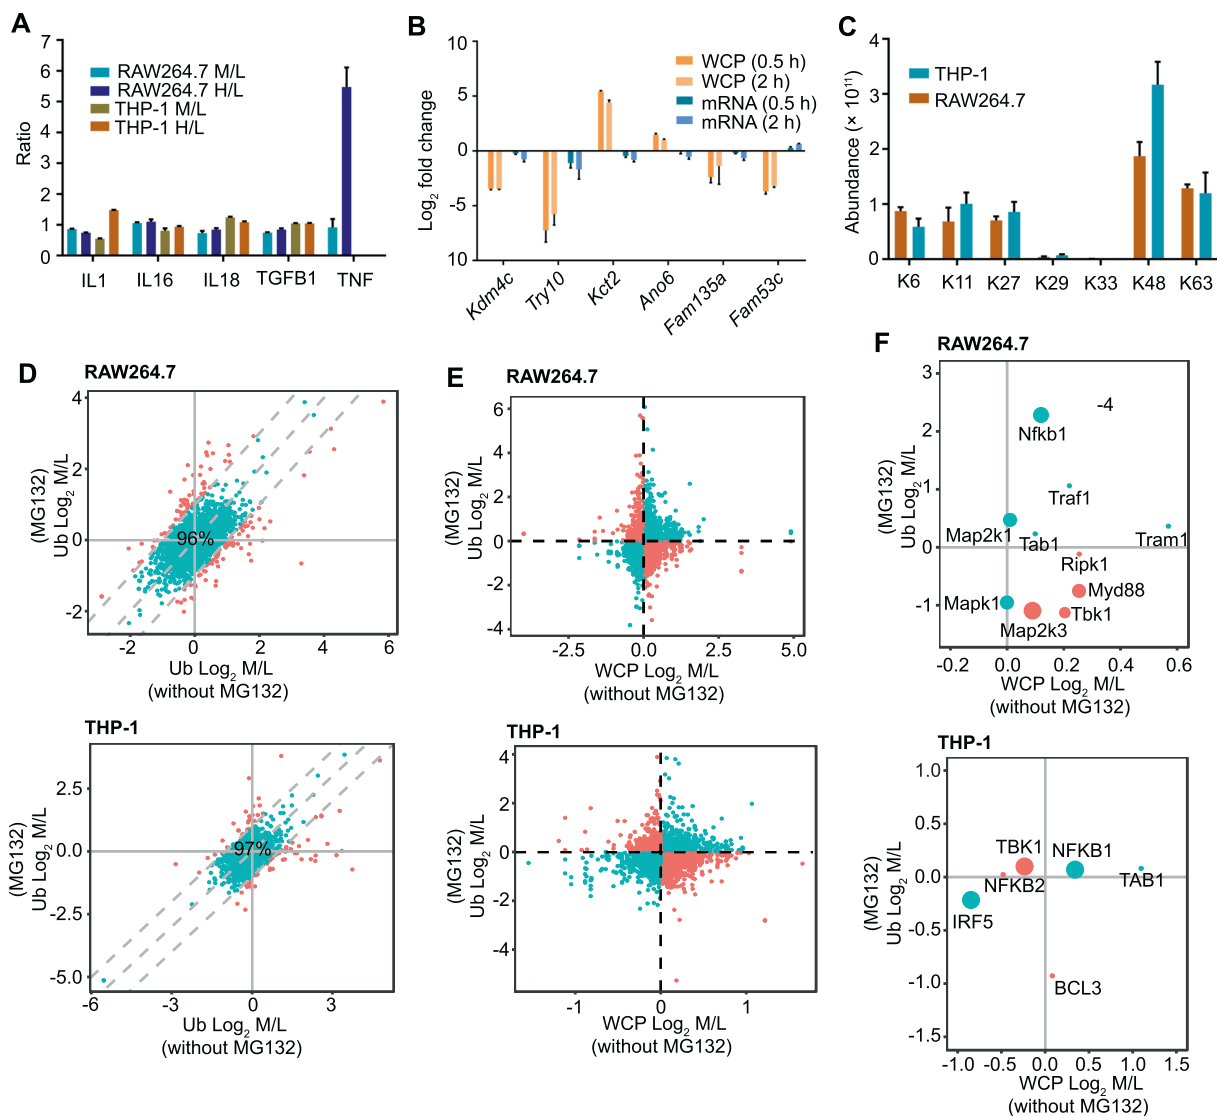 A
Ratio
7
6
5
4
3
2
1
0
RAW264.7 M/L
RAW264.7 H/L
THP-1 M/L
THP-1 H/L
IL1 IL16 IL18 TGFB1 TNF
B
Log2 fold change
10
5
0
-5
10
WCP (0.5 h)
WCP (2 h)
mRNA (0.5 h)
mRNA (2 h)
Kdm4c Try10 Kct2 Ano6 Fam135a Fam53c
C
Abundance (× 10¹¹)
4
3
2
1
0
THP-1
RAW264.7
K6 K11 K27 K29 K33 K48 K63
D
RAW264.7
(MG132)
Ub Log2 M/L
4
2
0
-2
96%
-2 0 2 4 6
Ub Log2 M/L
(without MG132)
THP-1
(MG132)
Ub Log2 M/L
2.5
0.0
-2.5
-5.0
97%
-6 -3 0 3
Ub Log2 M/L
(without MG132)
E
RAW264.7
(MG132)
Ub Log2 M/L
6
4
2
0
-2
-4
-2.5 0 2.5 5.0
WCP Log2 M/L
(without MG132)
THP-1
(MG132)
Ub Log2 M/L
4
2
0
-2
-4
-1 0 1
WCP Log2 M/L
(without MG132)
F
RAW264.7
(MG132)
Ub Log2 M/L
3
2
1
0
-1
-4
Nfkb1
Traf1
Map2k1
Tab1
Tram1
Ripk1
Mapk1
Myd88
Tbk1
Map2k3
-0.2 0.0 0.2 0.4 0.6
WCP Log2 M/L
(without MG132)
THP-1
(MG132)
Ub Log2 M/L
1.0
0.5
0.0
-0.5
-1.0
-1.5
TBK1
NFKB1
NFKB2
TAB1
IRF5
BCL3
-1.0 -0.5 0.0 0.5 1.0 1.5
WCP Log2 M/L
(without MG132)